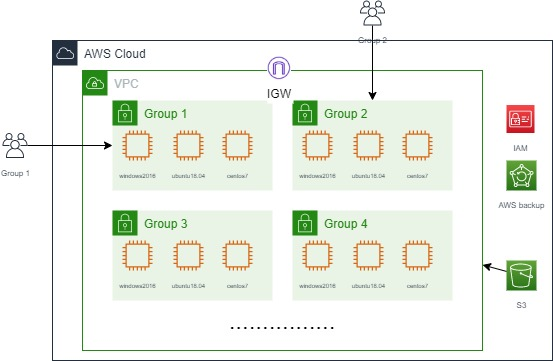 Group 2
AWS Cloud
VPC
IGW
Group 1
windows2016 ubuntu18.04 centos7
Group 2
windows2016 ubuntu18.04 centos7
Group 1
IAM
AWS backup
Group 3
windows2016 ubuntu18.04 centos7
Group 4
windows2016 ubuntu18.04 centos7
S3
................